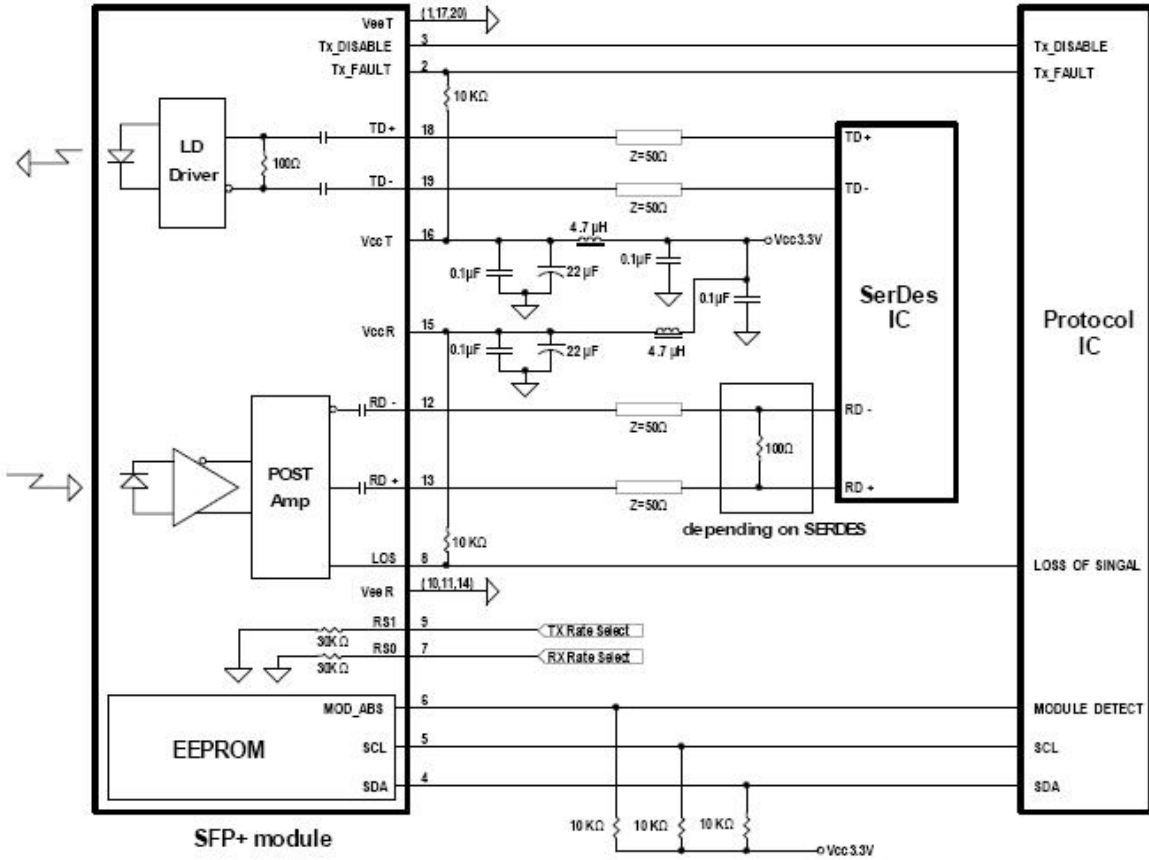 VeeT (1,17,20)
Tx_DISABLE 3 Tx_DISABLE
Tx_FAULT 2 Tx_FAULT
10 KΩ
LD
Driver
100Ω
TD+ 18 Z=50Ω TD+
TD- 19 Z=50Ω TD-
VccT 16 4.7 µH Vcc3.3V
0.1µF 22 µF 0.1µF 0.1µF
SerDes
IC
Protocol
IC
VccR 15
0.1µF 22 µF 4.7 µH
RD - 12 Z=50Ω RD -
100Ω
POST
Amp
RD + 13 Z=50Ω RD +
depending on SERDES
10 KΩ
LOS 8 LOSS OF SINGAL
VeeR (10,11,14)
RS1 9 TX Rate Select
30KΩ
RS0 7 RX Rate Select
30KΩ
MOD_ABS 6 MODULE DETECT
EEPROM
SCL 5 SCL
SDA 4 SDA
10 KΩ 10 KΩ 10 KΩ
Vcc3.3V
SFP+ module